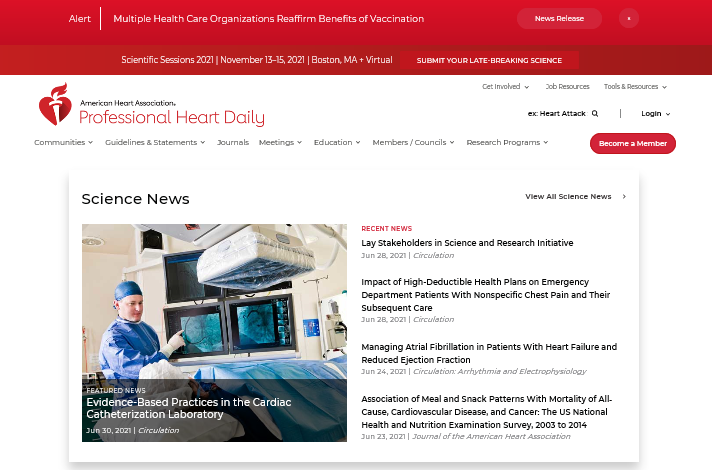 Alert
Multiple Health Care Organizations Reaffirm Benefits of Vaccination
News Release
x
Scientific Sessions 2021 | November 13–15, 2021 | Boston, MA + Virtual
SUBMIT YOUR LATE-BREAKING SCIENCE
Get Involved
Job Resources
Tools & Resources
American Heart Association.
Professional Heart Daily
ex: Heart Attack
Login
Communities
Guidelines & Statements
Journals
Meetings
Education
Members / Councils
Research Programs
Become a Member
Science News
View All Science News
FEATURED NEWS
Evidence-Based Practices in the Cardiac
Catheterization Laboratory
Jun 30, 2021 | Circulation
RECENT NEWS
Lay Stakeholders in Science and Research Initiative
Jun 28, 2021 | Circulation
Impact of High-Deductible Health Plans on Emergency
Department Patients With Nonspecific Chest Pain and Their
Subsequent Care
Jun 28, 2021 | Circulation
Managing Atrial Fibrillation in Patients With Heart Failure and
Reduced Ejection Fraction
Jun 24, 2021 | Circulation: Arrhythmia and Electrophysiology
Association of Meal and Snack Patterns With Mortality of All-
Cause, Cardiovascular Disease, and Cancer: The US National
Health and Nutrition Examination Survey, 2003 to 2014
Jun 23, 2021 | Journal of the American Heart Association